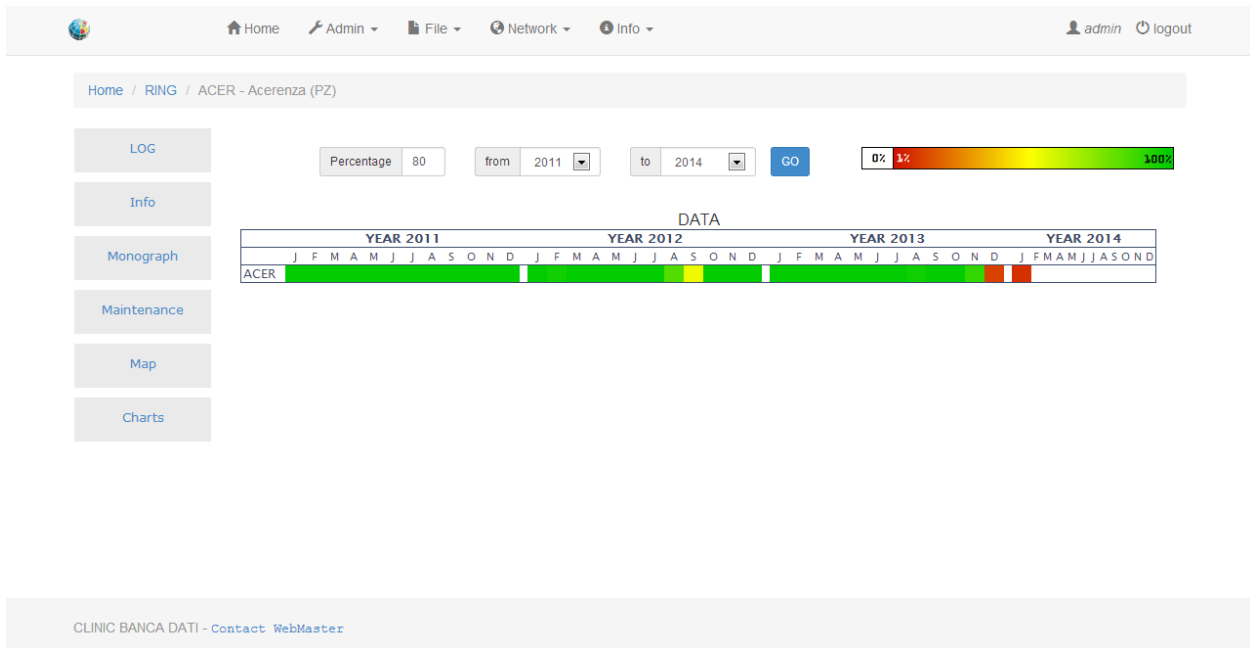 Home Admin File Network Info admin logout
Home / RING / ACER - Acerenza (PZ)
LOG
Info
Monograph
Maintenance
Map
Charts
Percentage 80 from 2011 to 2014 GO 0% 1% 100%
DATA
YEAR 2011 YEAR 2012 YEAR 2013 YEAR 2014
J F M A M J J A S O N D J F M A M J J A S O N D J F M A M J J A S O N D J F M A M J J A S O N D
ACER
CLINIC BANCA DATI - Contact WebMaster